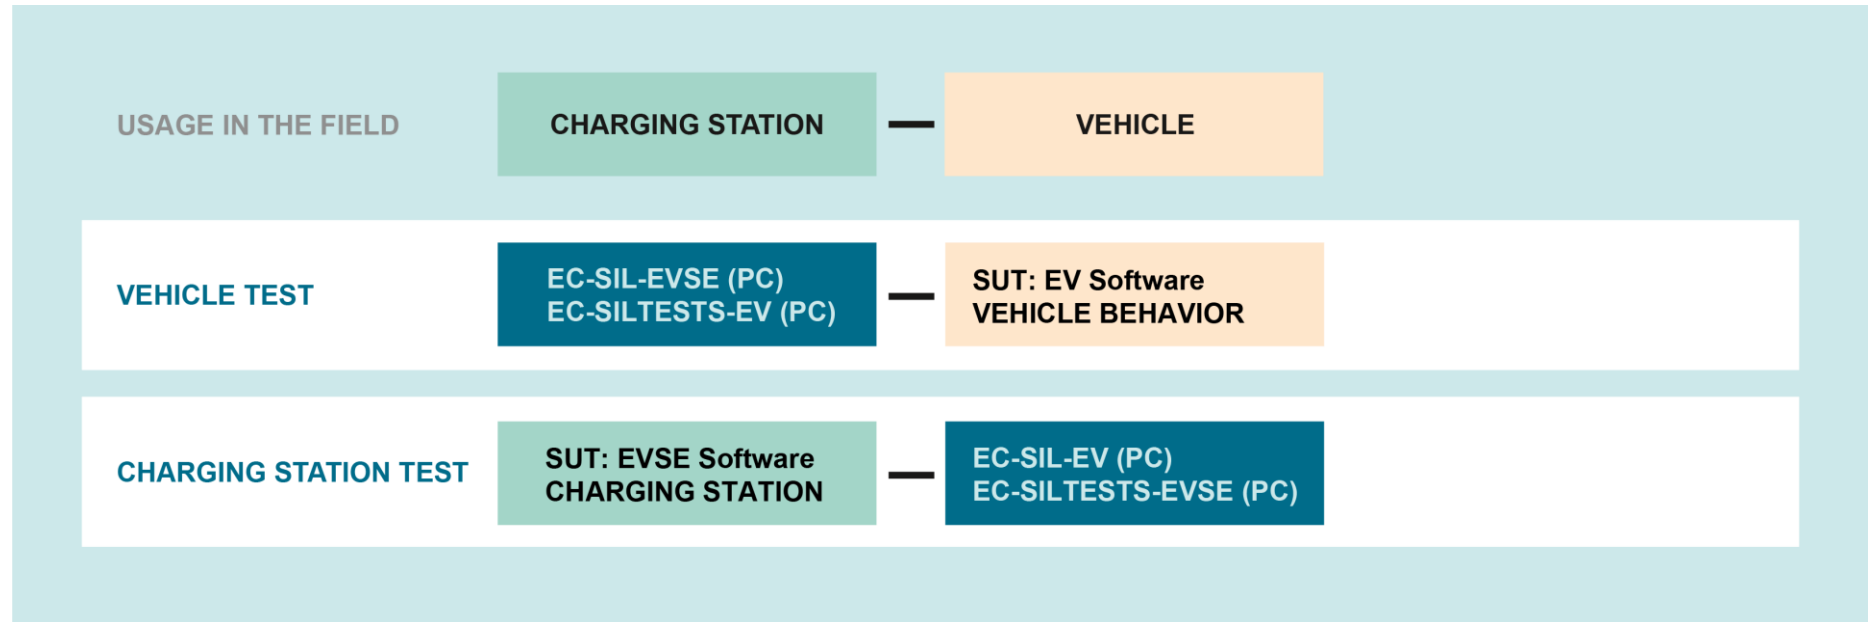 USAGE IN THE FIELD
CHARGING STATION
VEHICLE
VEHICLE TEST
EC-SIL-EVSE (PC)
EC-SILTESTS-EV (PC)
SUT: EV Software
VEHICLE BEHAVIOR
CHARGING STATION TEST
SUT: EVSE Software
CHARGING STATION
EC-SIL-EV (PC)
EC-SILTESTS-EVSE (PC)